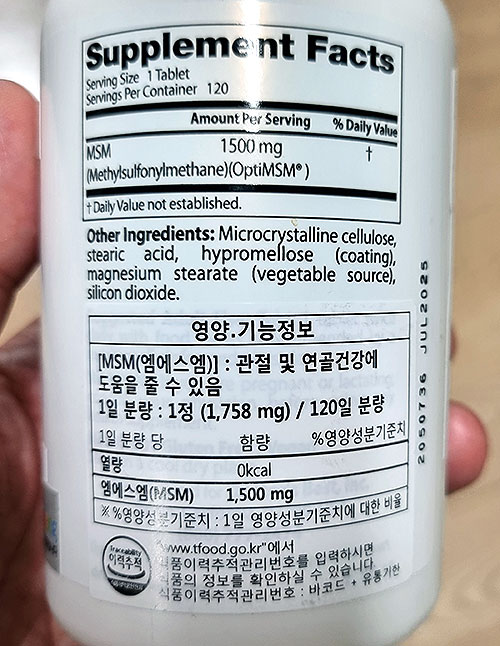 Supplement Facts
Serving Size 1 Tablet
Servings Per Container 120
Amount Per Serving % Daily Value
MSM 1500 mg †
(Methylsulfonylmethane)(OptiMSM®)
† Daily Value not established.
Other Ingredients: Microcrystalline cellulose,
stearic acid, hypromellose (coating),
magnesium stearate (vegetable source),
silicon dioxide.
영양.기능정보
[MSM(엠에스엠)] : 관절 및 연골건강에
도움을 줄 수 있음
1일 분량 : 1정 (1,758 mg) / 120일 분량
1일 분량 당 함량 %영양성분기준치
열량 0kcal
엠에스엠(MSM) 1,500 mg
※%영양성분기준치 : 1일 영양성분기준치에 대한 비율
Traceability
이력추적
www.tfood.go.kr"에서
식품이력추적관리번호를 입력하시면
식품의 정보를 확인하실 수 있습니다.
식품이력추적관리번호 : 바코드 + 유통기한
2050736 JUL2025